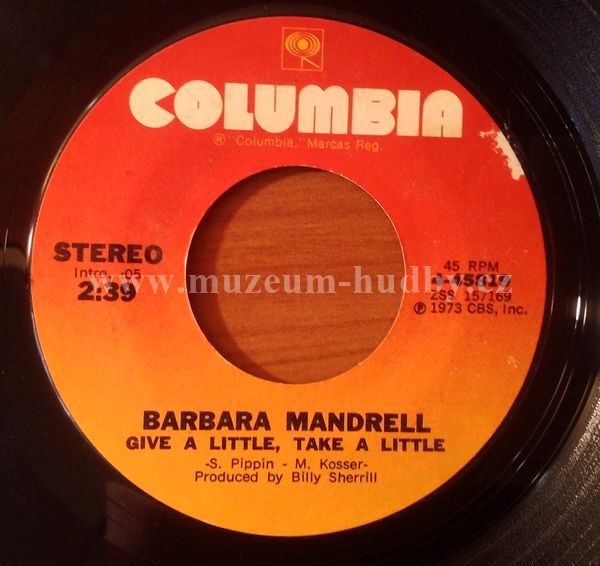 COLUMBIA
® "Columbia," Marcas Reg.
STEREO
Intro. :05
2:39
45 RPM
ZSS 157169
℗ 1973 CBS, Inc.
www.muzeum-hudby.cz
BARBARA MANDRELL
GIVE A LITTLE, TAKE A LITTLE
-S. Pippin - M. Kosser-
Produced by Billy Sherrill